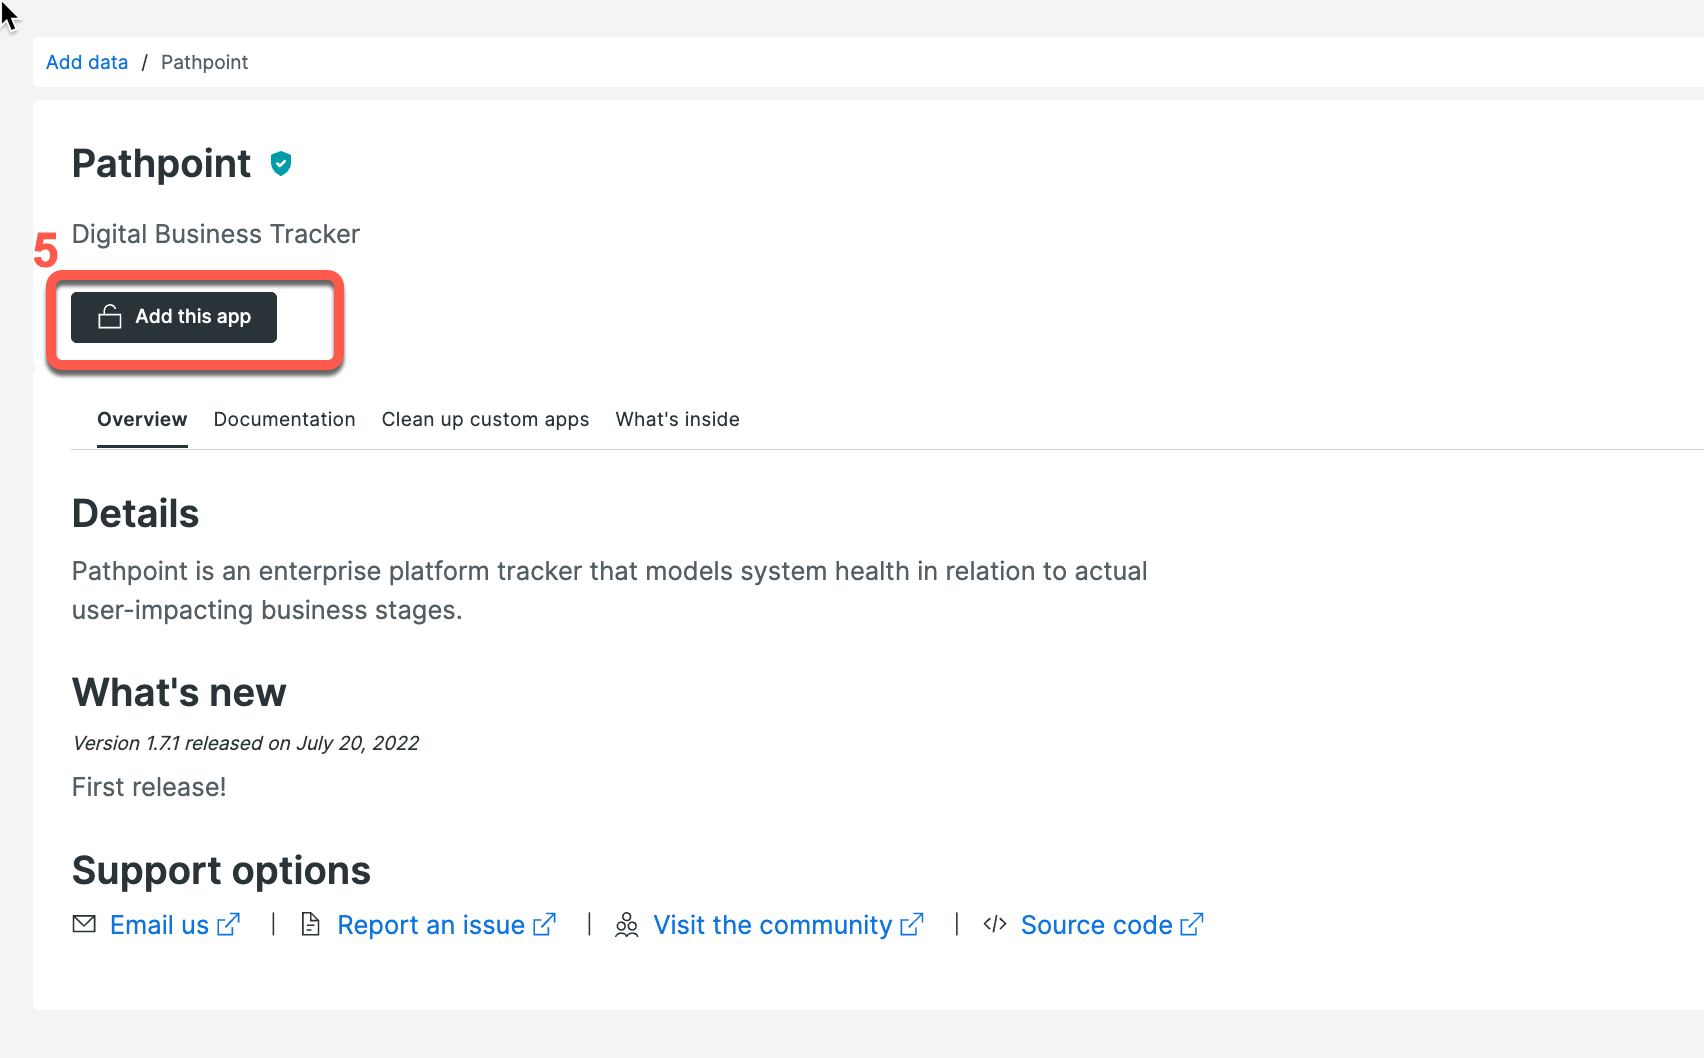 Add data / Pathpoint
Pathpoint
Digital Business Tracker
5
Add this app
Overview Documentation Clean up custom apps What's inside
Details
Pathpoint is an enterprise platform tracker that models system health in relation to actual
user-impacting business stages.
What's new
Version 1.7.1 released on July 20, 2022
First release!
Support options
Email us | Report an issue | Visit the community | </> Source code